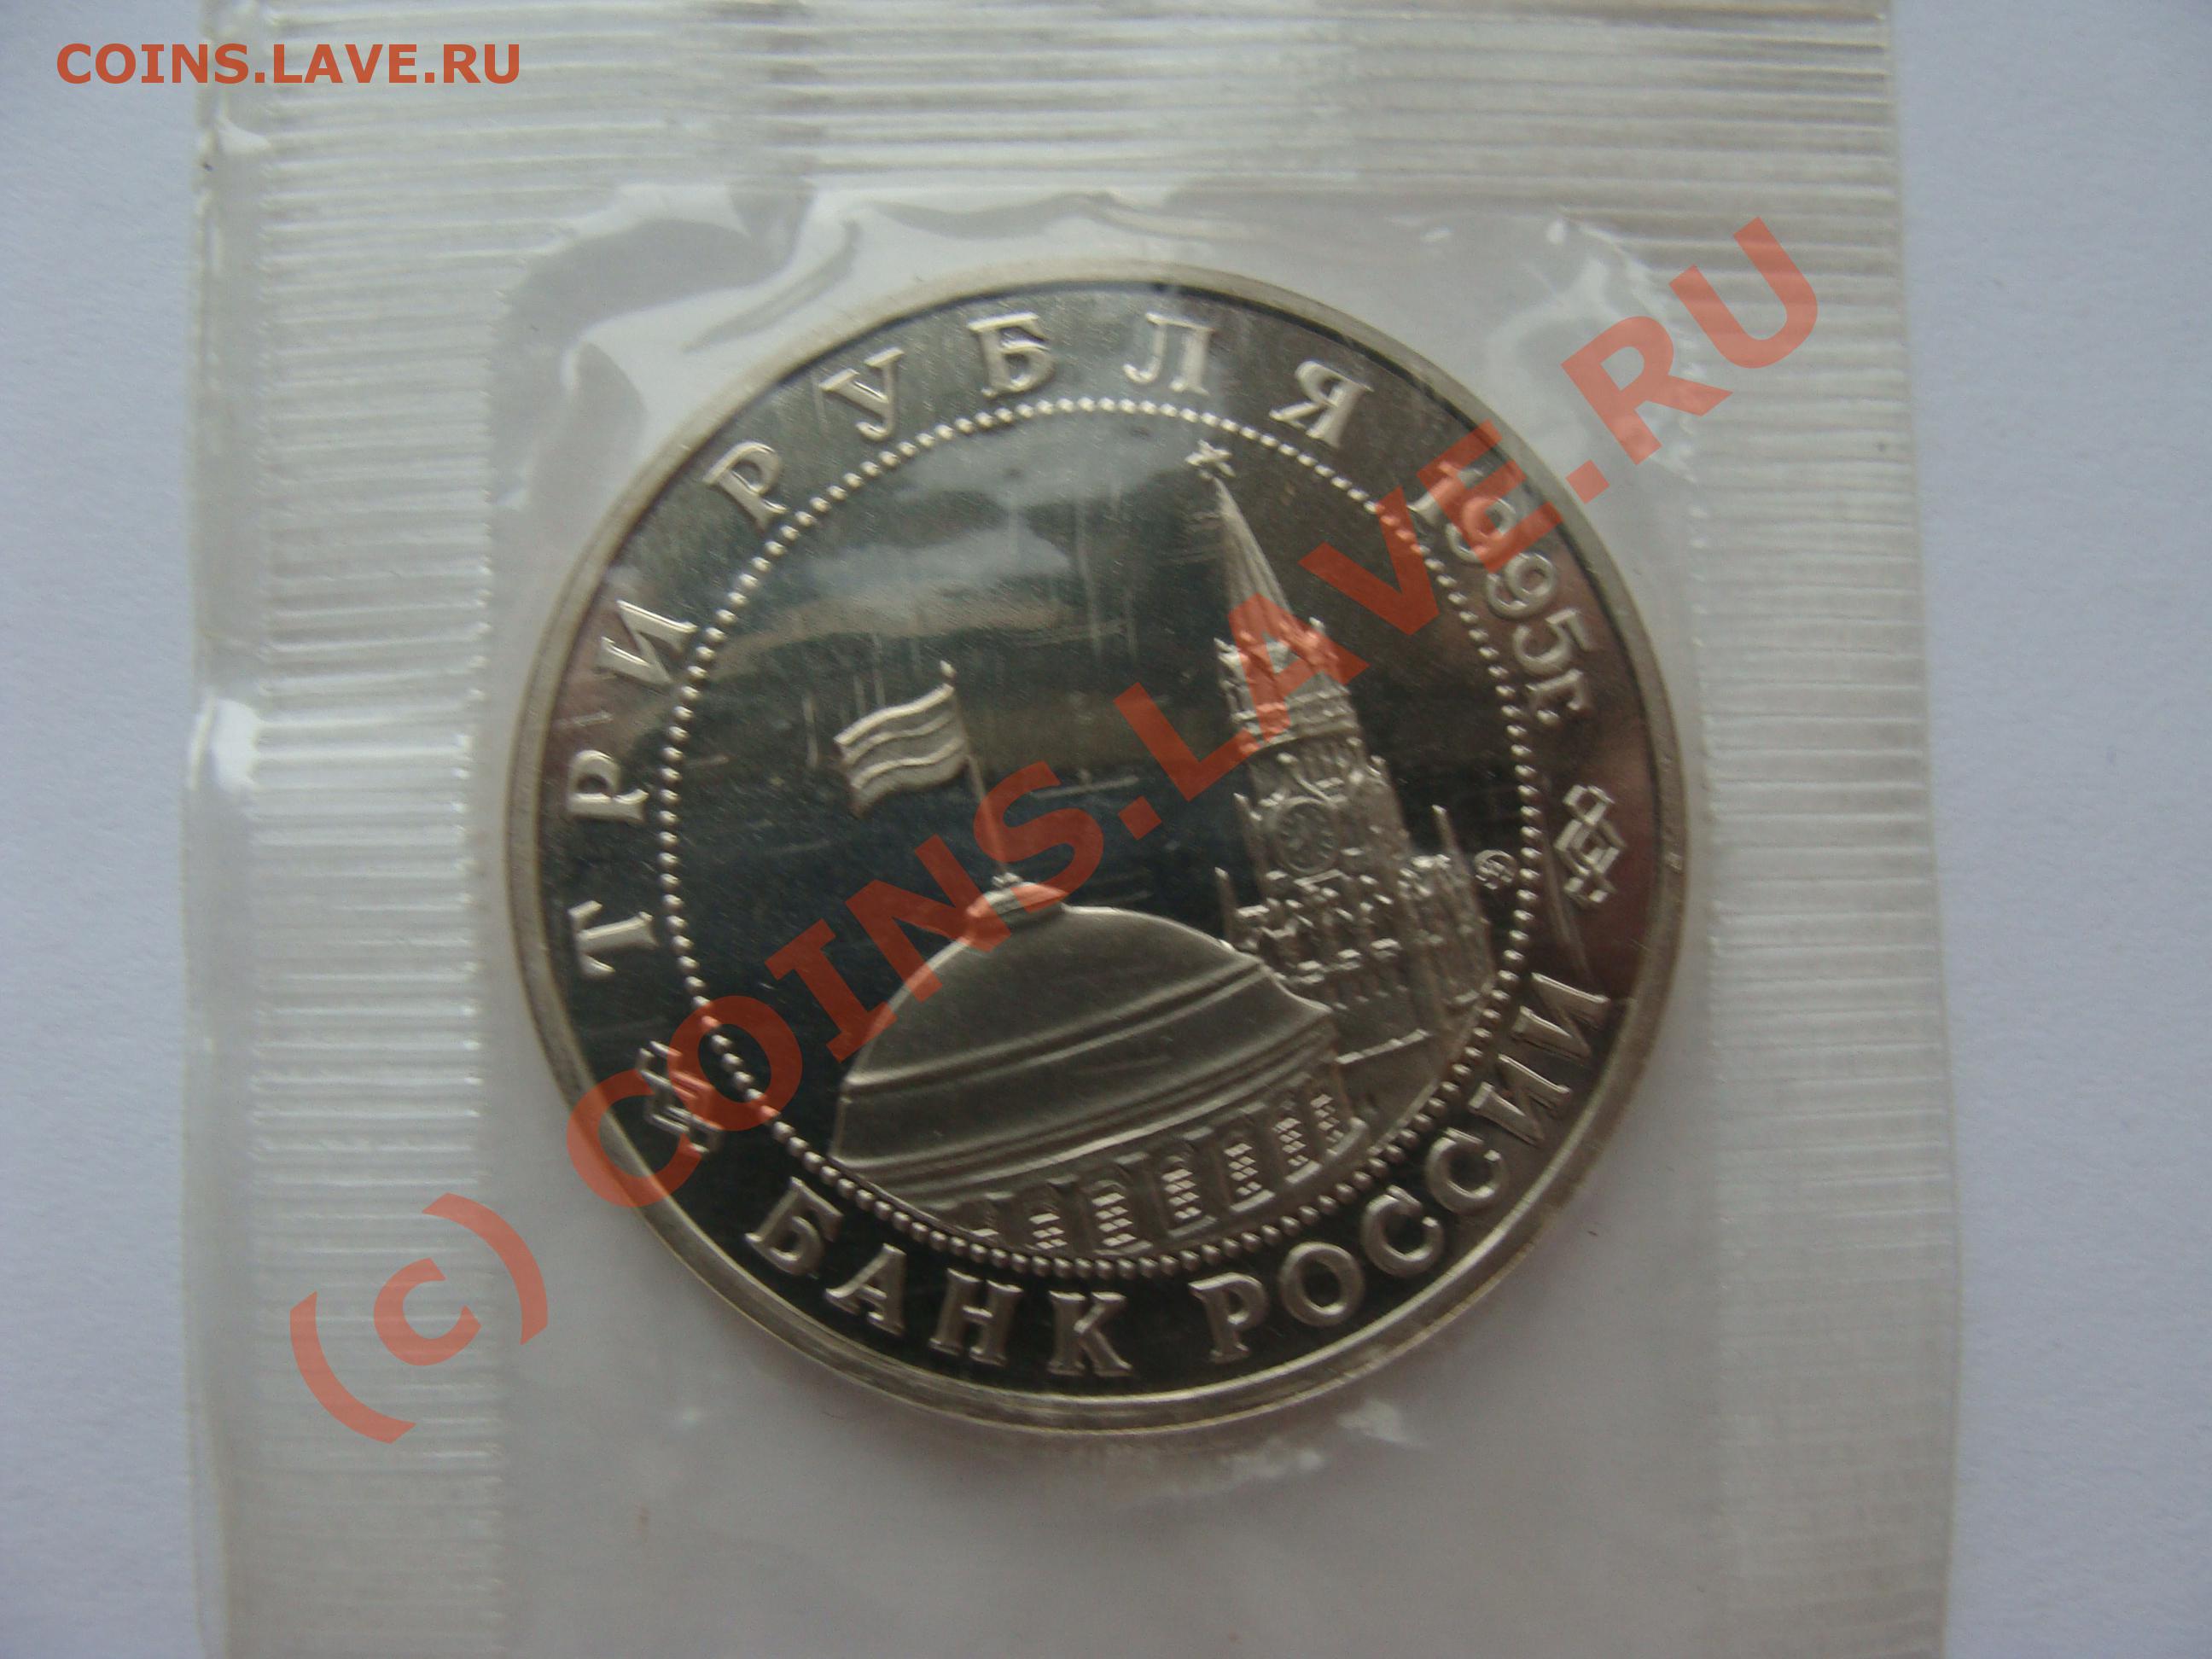 COINS.LAVE.RU
ТРИ РУБЛЯ 1995г.
БАНК РОССИИ
(c) COINS.LAVE.RU